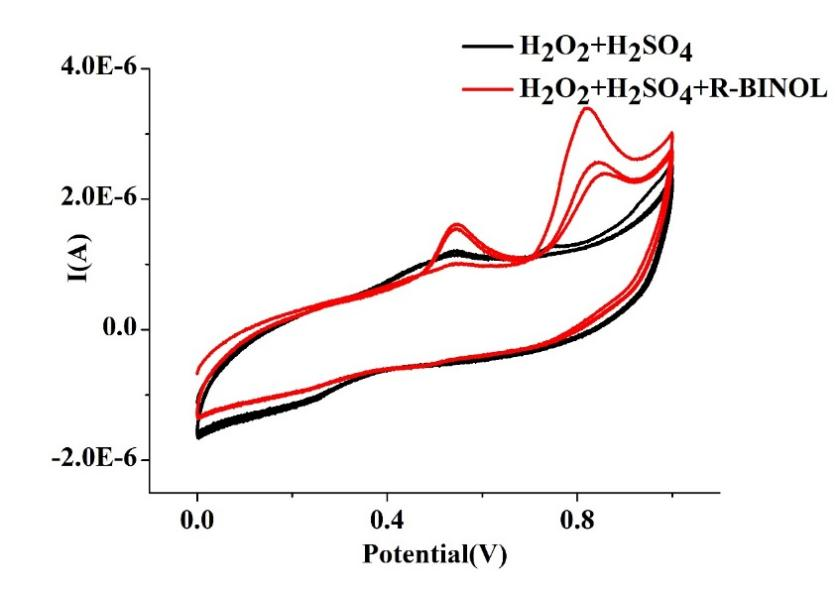 H2O2+H2SO4
H2O2+H2SO4+R-BINOL
4.0E-6
2.0E-6
0.0
-2.0E-6
I(A)
0.0 0.4 0.8
Potential(V)